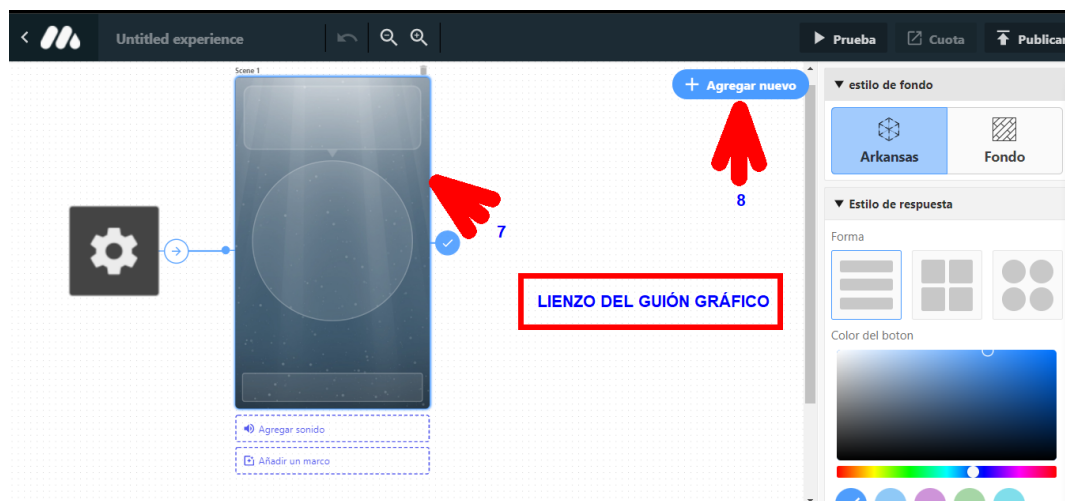 Untitled experience
Prueba
Cuota
Publicar
Scene 1
Agregar nuevo
estilo de fondo
Arkansas
Fondo
8
Estilo de respuesta
7
Forma
LIENZO DEL GUIÓN GRÁFICO
Color del boton
Agregar sonido
Añadir un marco